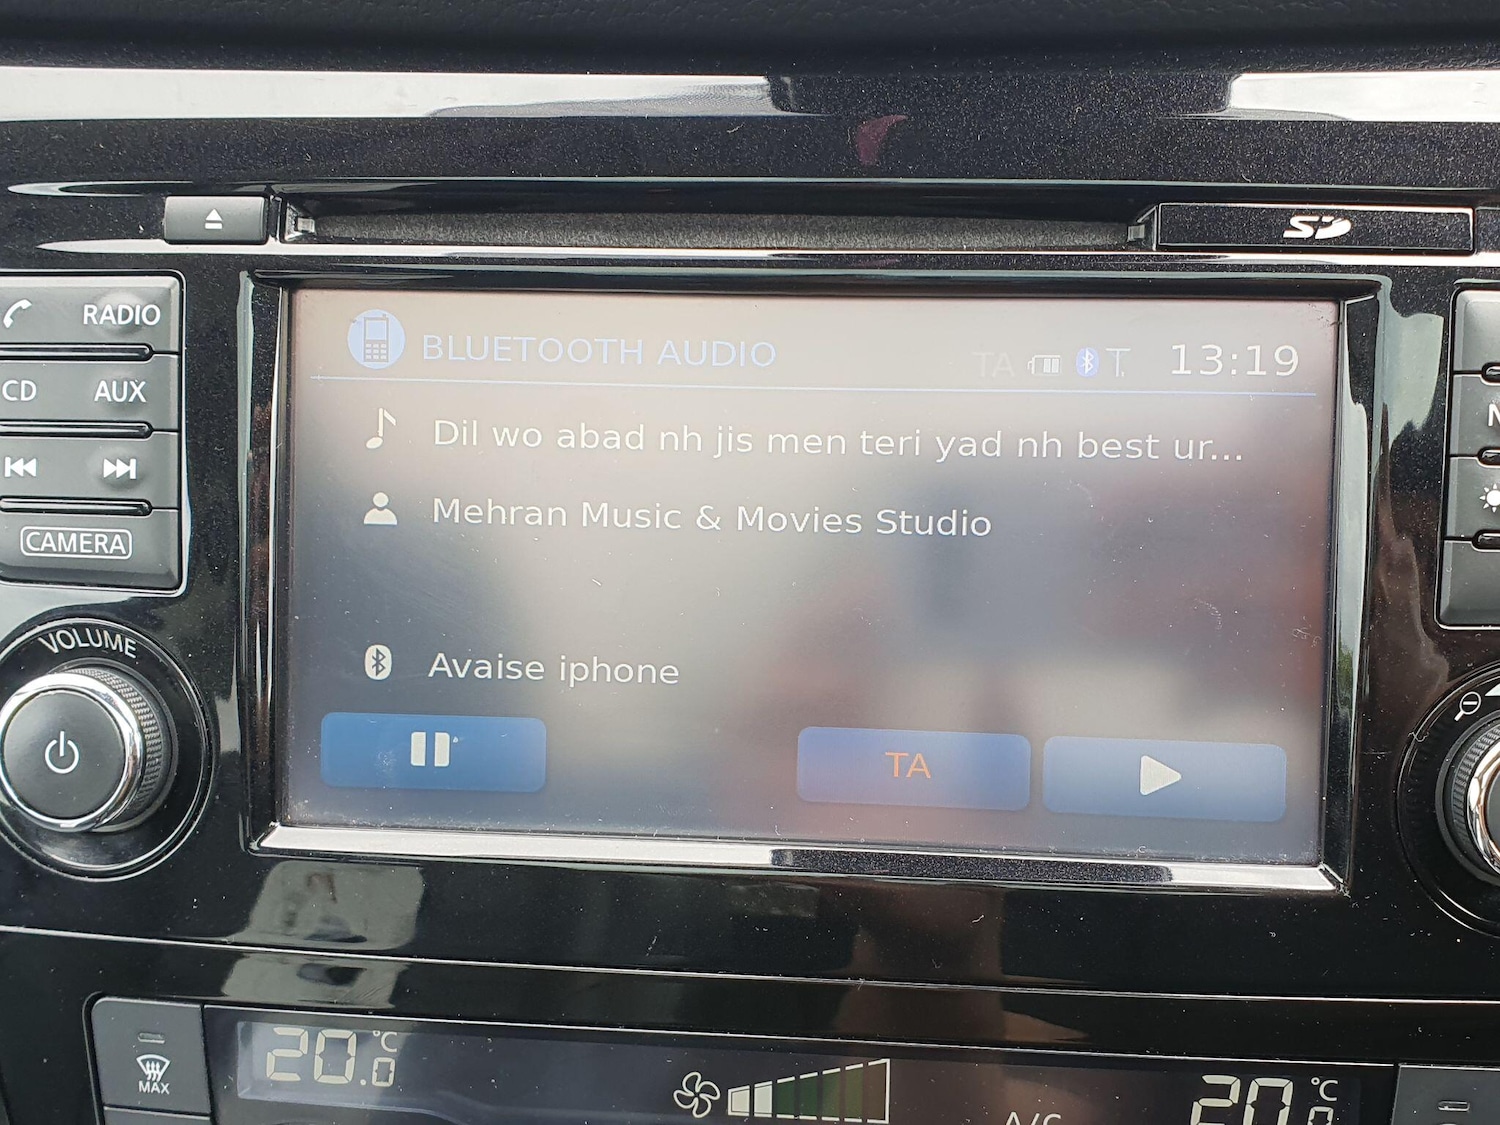 SD
RADIO
CD AUX
CAMERA
VOLUME
BLUETOOTH AUDIO TA T. 13:19
Dil wo abad nh jis men teri yad nh best ur...
Mehran Music & Movies Studio
Avaise iphone
TA
MAX
20.0 °C
A/C
20.0 °C